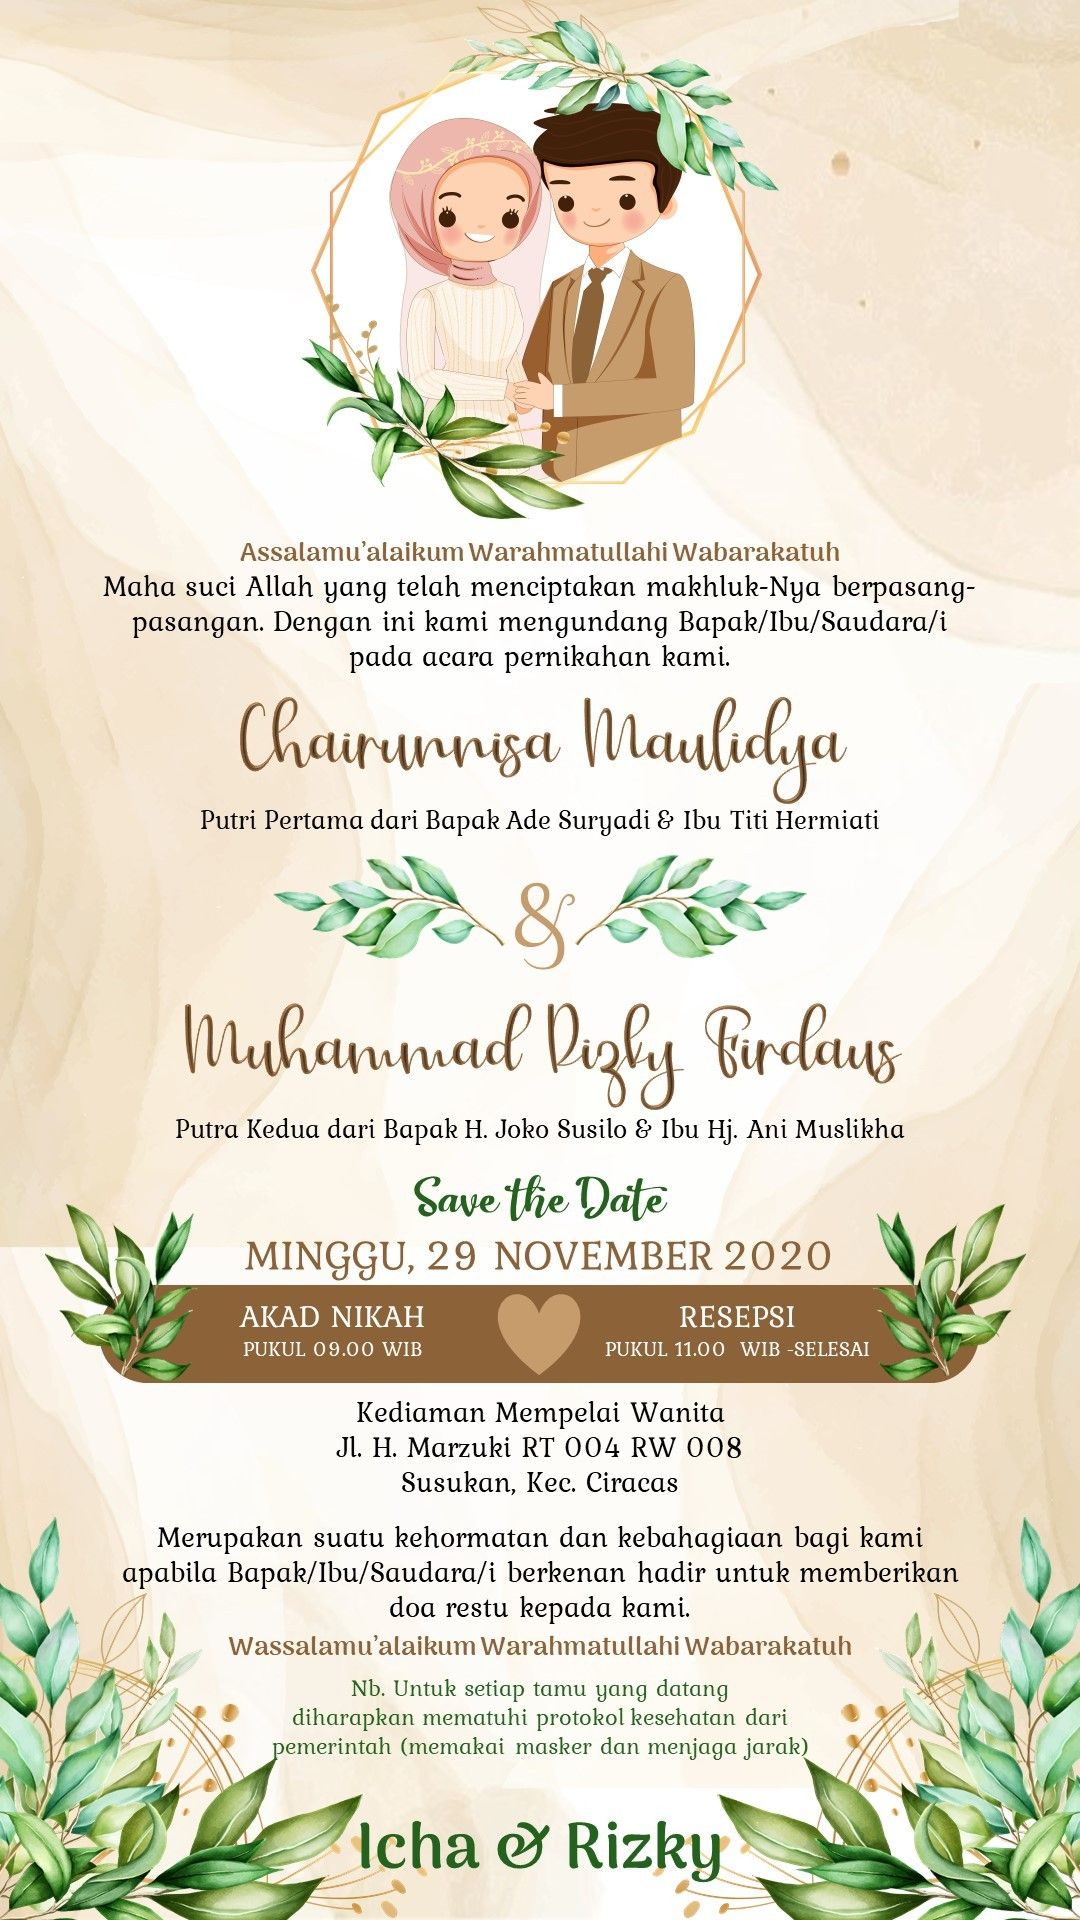 Assalamu'alaikum Warahmatullahi Wabarakatuh
Maha suci Allah yang telah menciptakan makhluk-Nya berpasang-
pasangan. Dengan ini kami mengundang Bapak/Ibu/Saudara/i
pada acara pernikahan kami.
Chairunnisa Maulidya
Putri Pertama dari Bapak Ade Suryadi & Ibu Titi Hermiati
&
Muhammad Rizky Firdaus
Putra Kedua dari Bapak H. Joko Susilo & Ibu Hj. Ani Muslikha
Save the Date
MINGGU, 29 NOVEMBER 2020
AKAD NIKAH
PUKUL 09.00 WIB
RESEPSI
PUKUL 11.00 WIB -SELESAI
Kediaman Mempelai Wanita
Jl. H. Marzuki RT 004 RW 008
Susukan, Kec. Ciracas
Merupakan suatu kehormatan dan kebahagiaan bagi kami
apabila Bapak/Ibu/Saudara/i berkenan hadir untuk memberikan
doa restu kepada kami.
Wassalamu'alaikum Warahmatullahi Wabarakatuh
Nb. Untuk setiap tamu yang datang
diharapkan mematuhi protokol kesehatan dari
pemerintah (memakai masker dan menjaga jarak)
Icha & Rizky